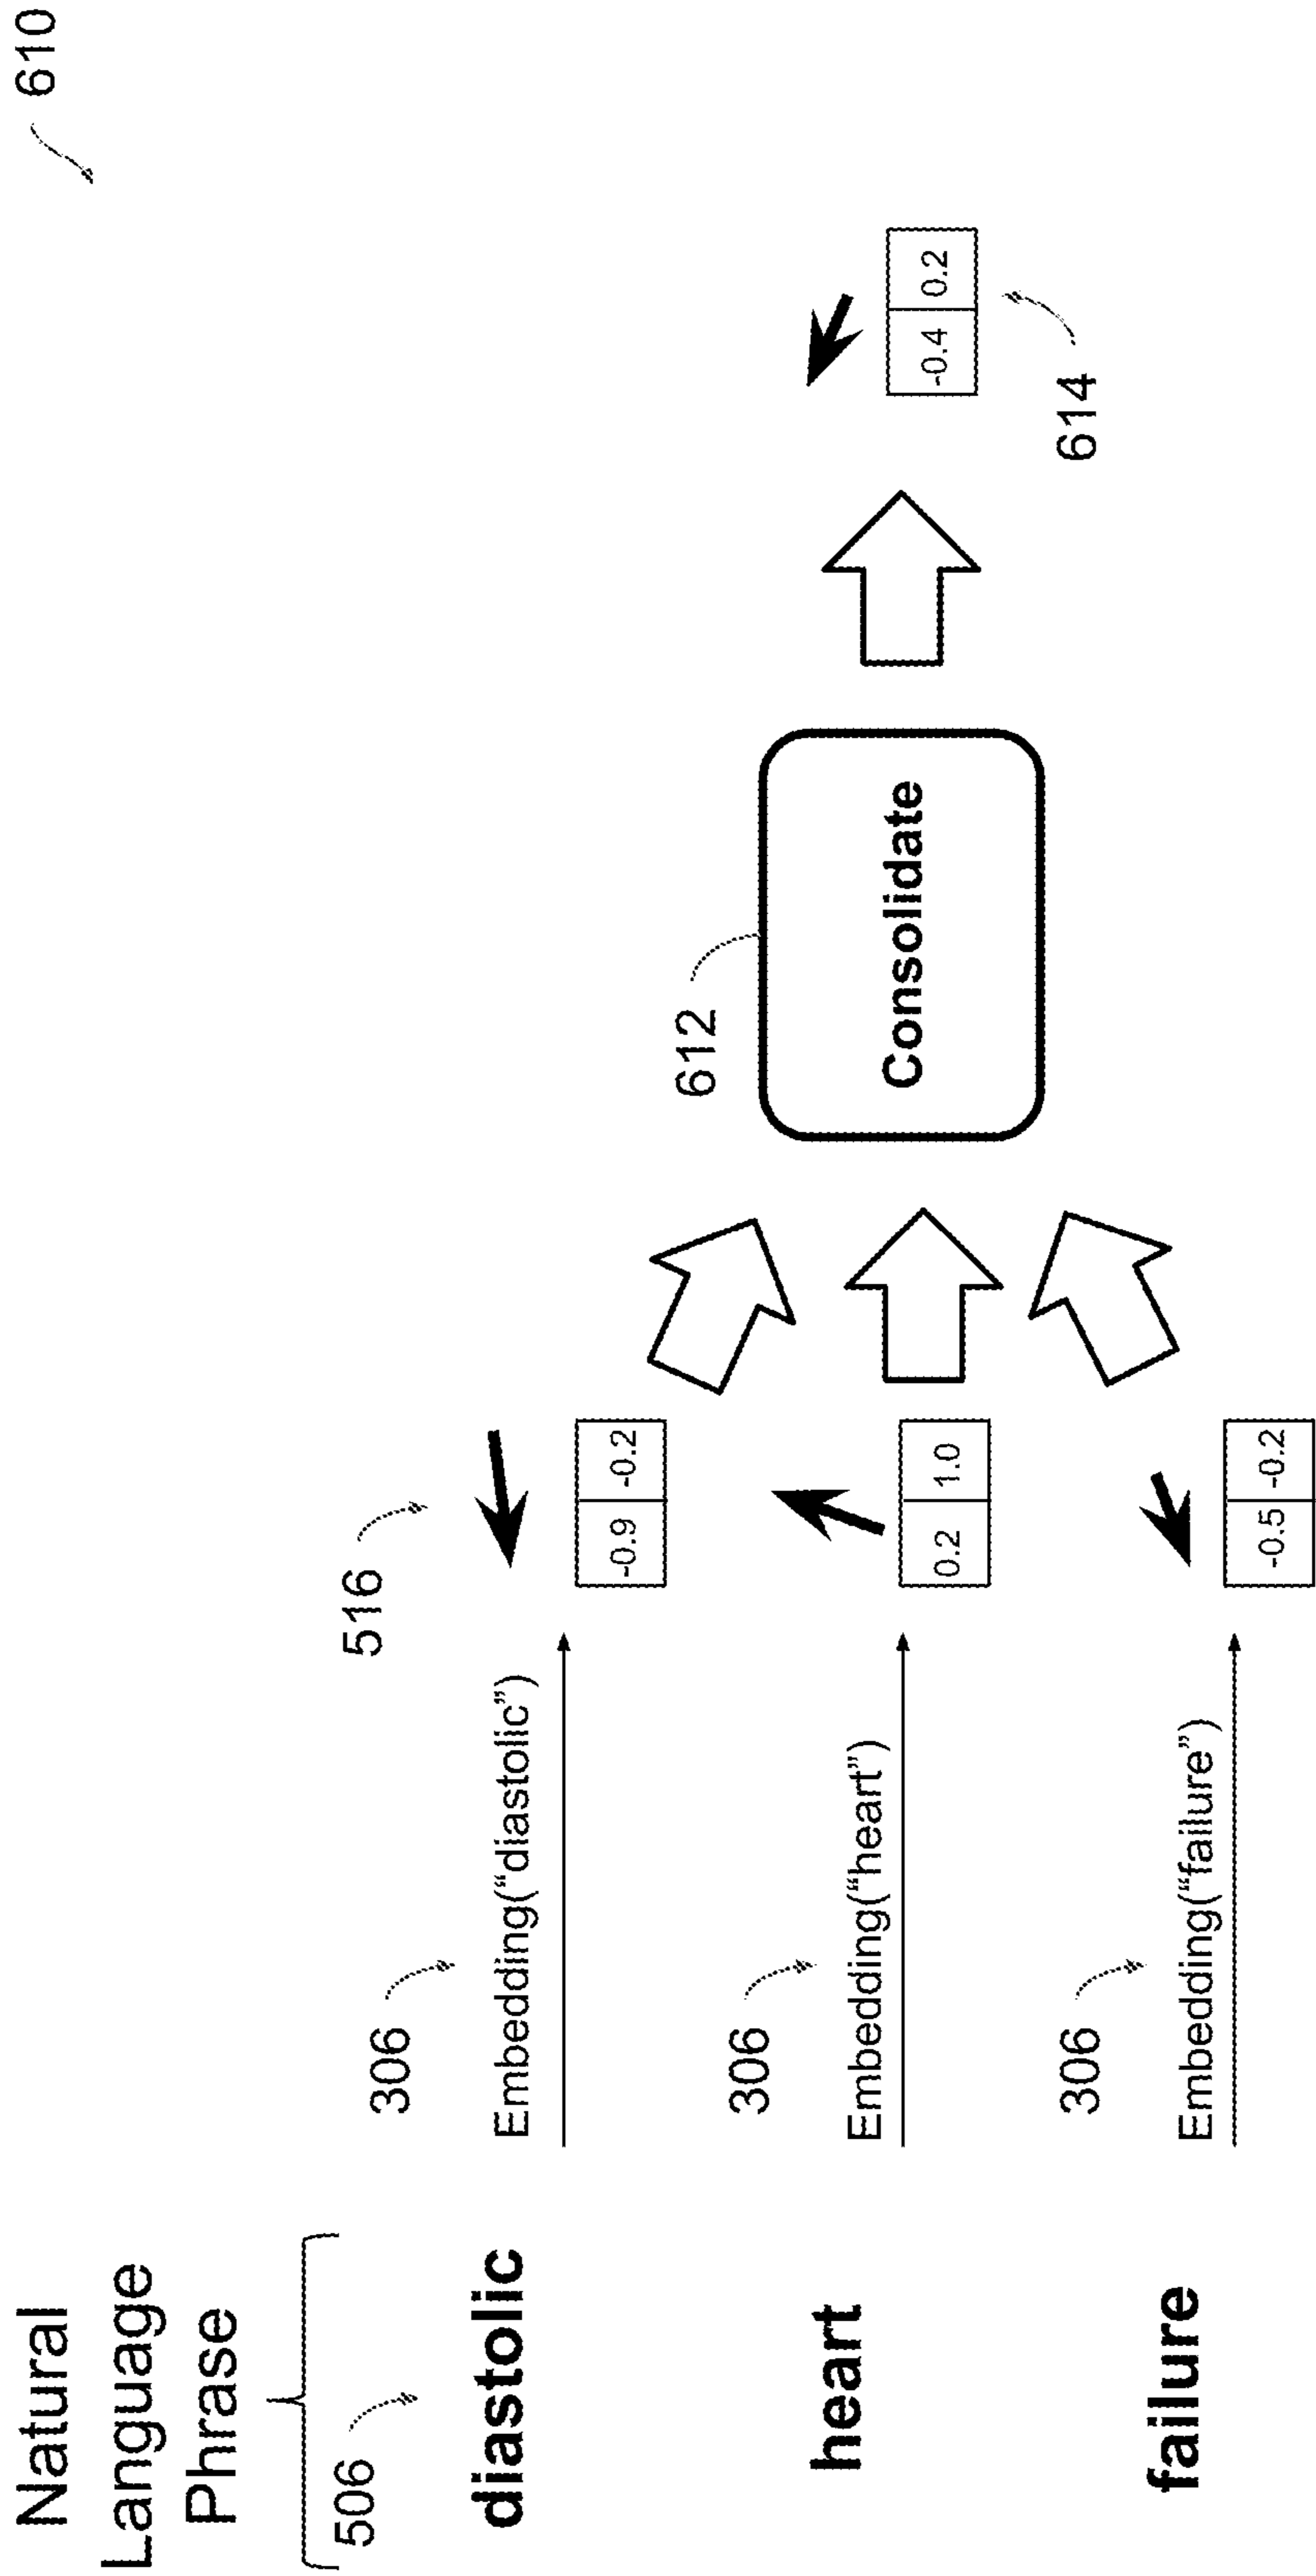 610
Natural
Language
Phrase
506
306
516
diastolic
Embedding(“diastolic”)
-0.9 -0.2
612
306
heart
Embedding(“heart”)
0.2 1.0
Consolidate
-0.4 0.2
614
306
failure
Embedding(“failure”)
-0.5 -0.2